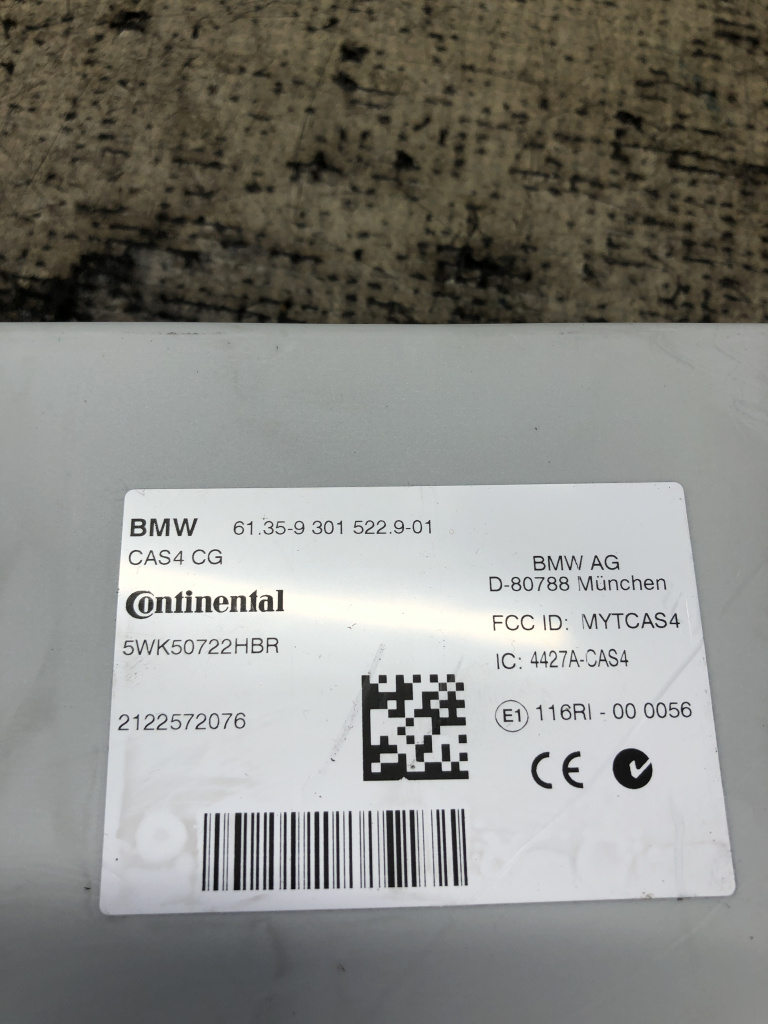 BMW 61.35-9 301 522.9-01
CAS4 CG
Continental
5WK50722HBR
2122572076
BMW AG
D-80788 München
FCC ID: MYTCAS4
IC: 4427A-CAS4
E1 116RI - 00 0056
CE